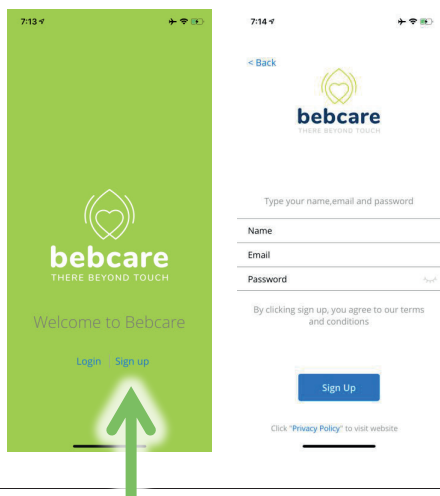 7:13
bebcare
THERE BEYOND TOUCH
Welcome to Bebcare
Login | Sign up
7:14
< Back
bebcare
THERE BEYOND TOUCH
Type your name,email and password
Name
Email
Password
By clicking sign up, you agree to our terms
and conditions
Sign Up
Click "Privacy Policy" to visit website